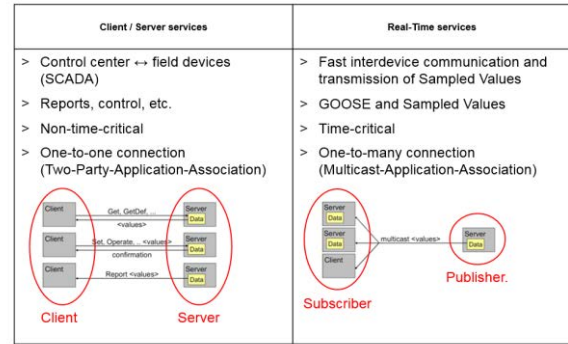 Client / Server services
> Control center ↔ field devices
(SCADA)
> Reports, control, etc.
> Non-time-critical
> One-to-one connection
(Two-Party-Application-Association)
Client
Get, GetDef, ...
<values>
Server
Data
Client
Set, Operate, ... <values>
confirmation
Server
Data
Client
Report <values>
Server
Data
Client
Server
Real-Time services
> Fast interdevice communication and
transmission of Sampled Values
> GOOSE and Sampled Values
> Time-critical
> One-to-many connection
(Multicast-Application-Association)
Server
Data
Server
Data
Client
multicast <values>
Server
Data
Subscriber
Publisher.